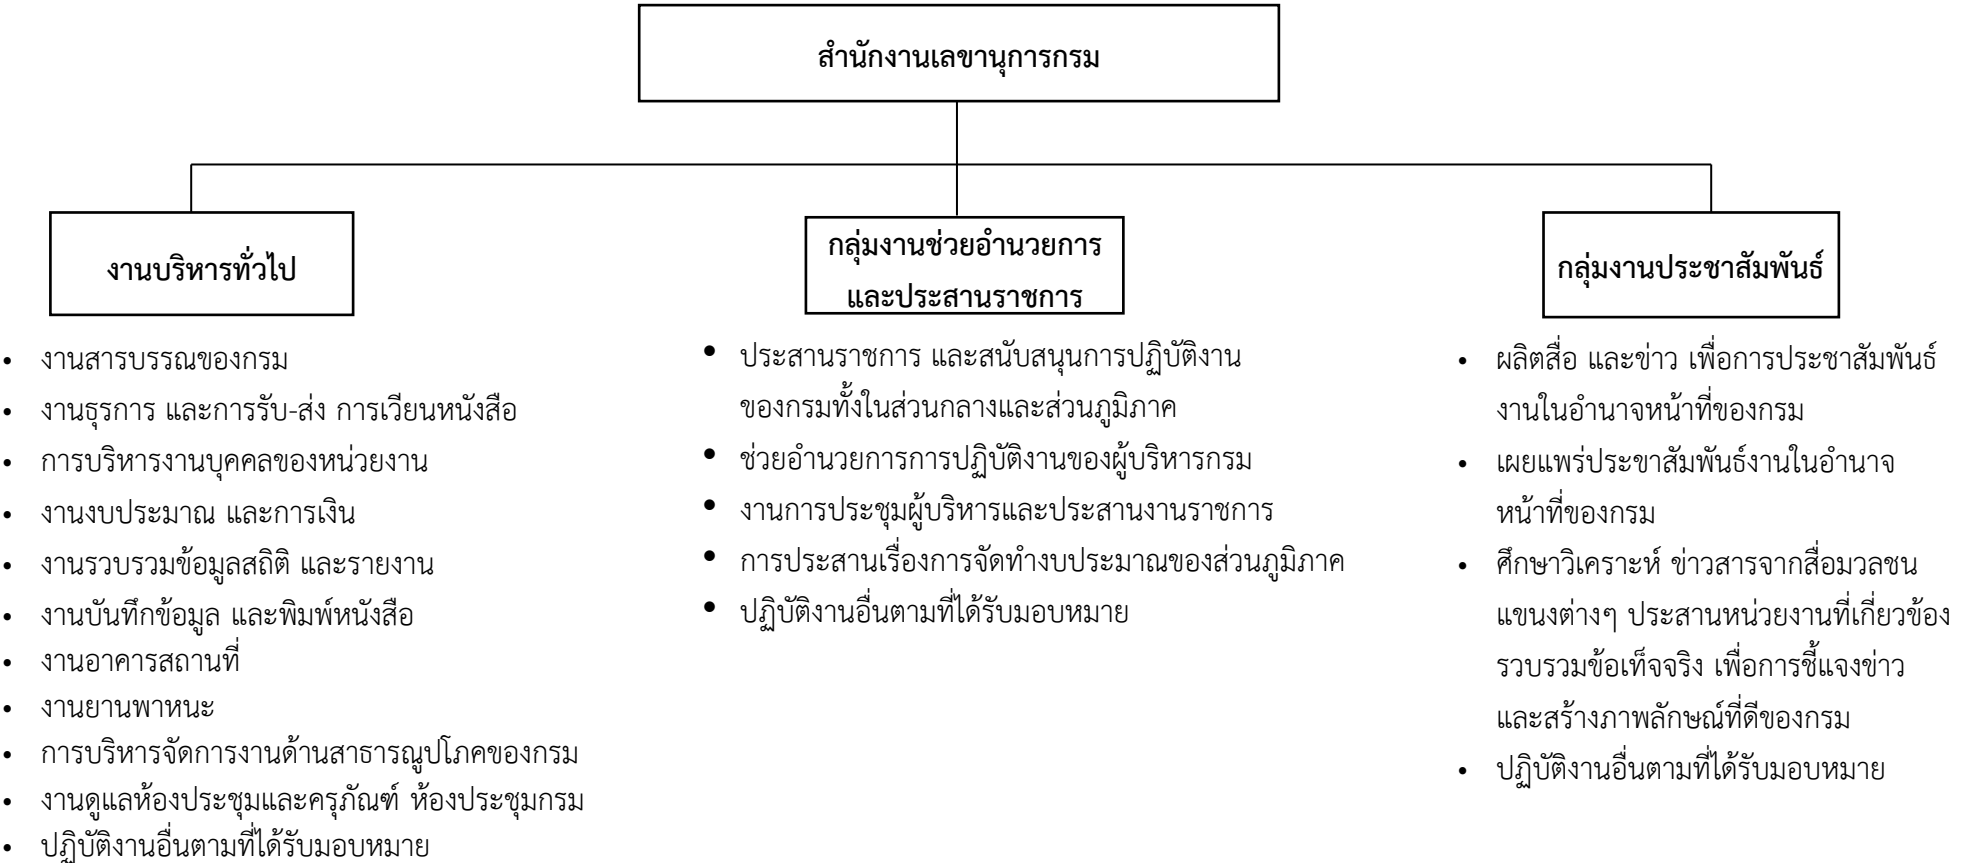 สำนักงานเลขานุการกรม
งานบริหารทั่วไป
• งานสารบรรณของกรม
• งานธุรการ และการรับ-ส่ง การเวียนหนังสือ
• การบริหารงานบุคคลของหน่วยงาน
• งานงบประมาณ และการเงิน
• งานรวบรวมข้อมูลสถิติ และรายงาน
• งานบันทึกข้อมูล และพิมพ์หนังสือ
• งานอาคารสถานที่
• งานยานพาหนะ
• การบริหารจัดการงานด้านสาธารณูปโภคของกรม
• งานดูแลห้องประชุมและครุภัณฑ์ ห้องประชุมกรม
• ปฏิบัติงานอื่นตามที่ได้รับมอบหมาย
กลุ่มงานช่วยอำนวยการ
และประสานราชการ
• ประสานราชการ และสนับสนุนการปฏิบัติงาน
ของกรมทั้งในส่วนกลางและส่วนภูมิภาค
• ช่วยอำนวยการการปฏิบัติงานของผู้บริหารกรม
• งานการประชุมผู้บริหารและประสานงานราชการ
• การประสานเรื่องการจัดทำงบประมาณของส่วนภูมิภาค
• ปฏิบัติงานอื่นตามที่ได้รับมอบหมาย
กลุ่มงานประชาสัมพันธ์
• ผลิตสื่อ และข่าว เพื่อการประชาสัมพันธ์
งานในอำนาจหน้าที่ของกรม
• เผยแพร่ประขาสัมพันธ์งานในอำนาจ
หน้าที่ของกรม
• ศึกษาวิเคราะห์ ข่าวสารจากสื่อมวลชน
แขนงต่างๆ ประสานหน่วยงานที่เกี่ยวข้อง
รวบรวมข้อเท็จจริง เพื่อการชี้แจงข่าว
และสร้างภาพลักษณ์ที่ดีของกรม
• ปฏิบัติงานอื่นตามที่ได้รับมอบหมาย